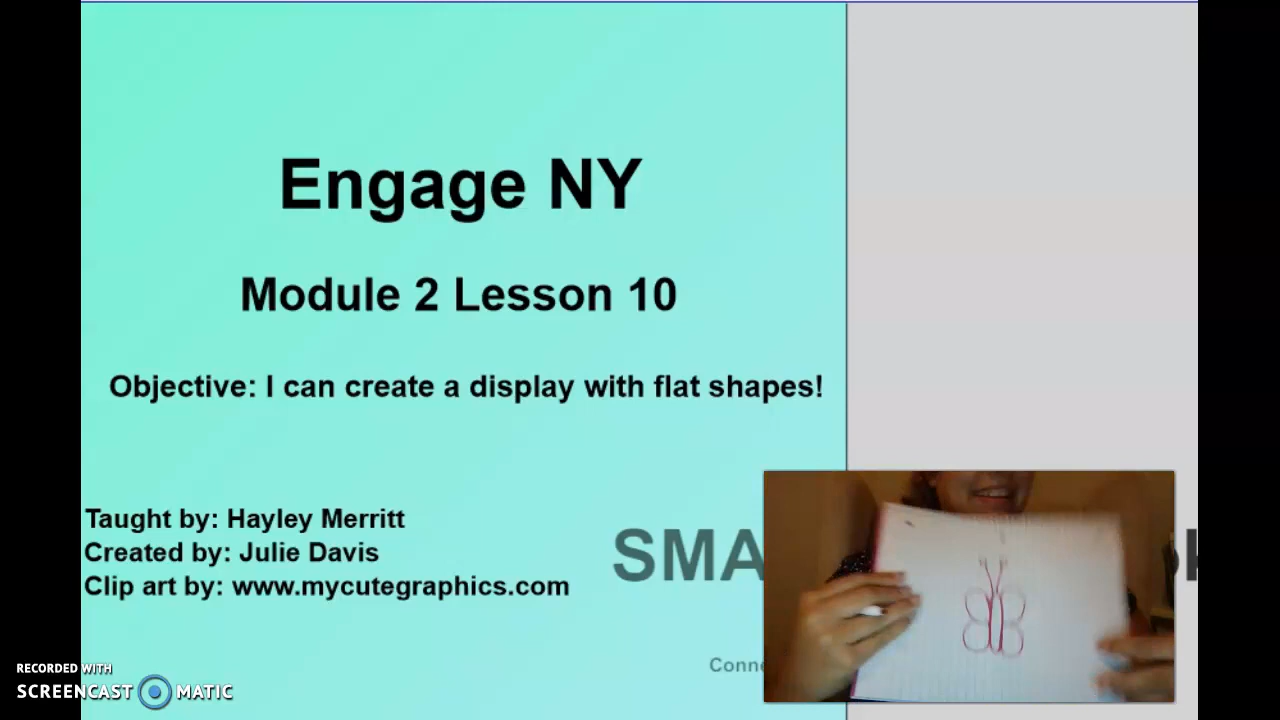 Engage NY
Module 2 Lesson 10
Objective: I can create a display with flat shapes!
Taught by: Hayley Merritt
Created by: Julie Davis
Clip art by: www.mycutegraphics.com
RECORDED WITH
SCREENCAST MATIC